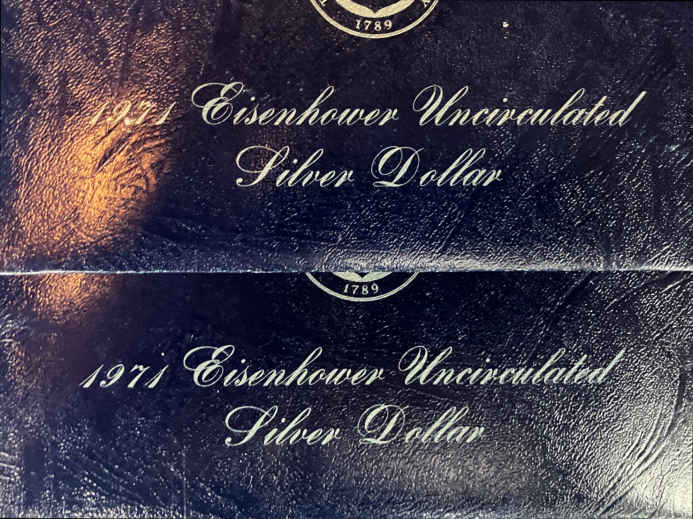 1789
1971 Eisenhower Uncirculated
Silver Dollar
1789
1971 Eisenhower Uncirculated
Silver Dollar